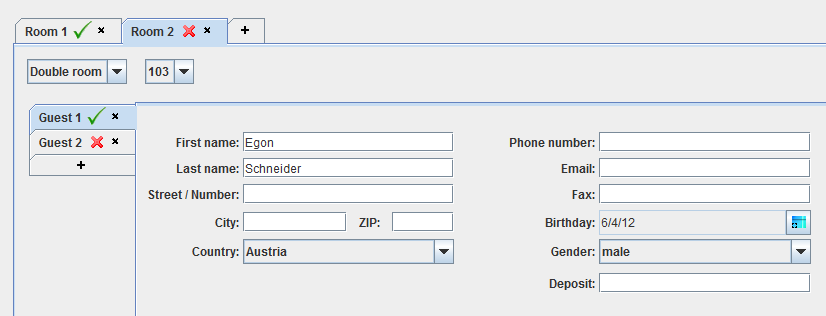 Room 1 x Room 2 x +
Double room 103
Guest 1 x
Guest 2 x
+
First name: Egon Phone number:
Last name: Schneider Email:
Street / Number: Fax:
City: ZIP: Birthday: 6/4/12
Country: Austria Gender: male
Deposit: